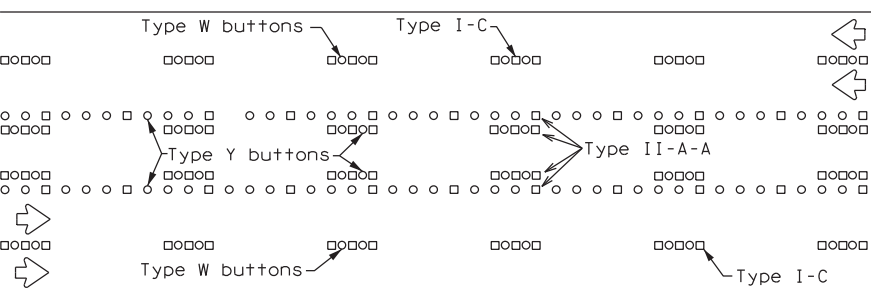 Type W buttons
Type I-C
Type Y buttons
Type II-A-A
Type W buttons
Type I-C